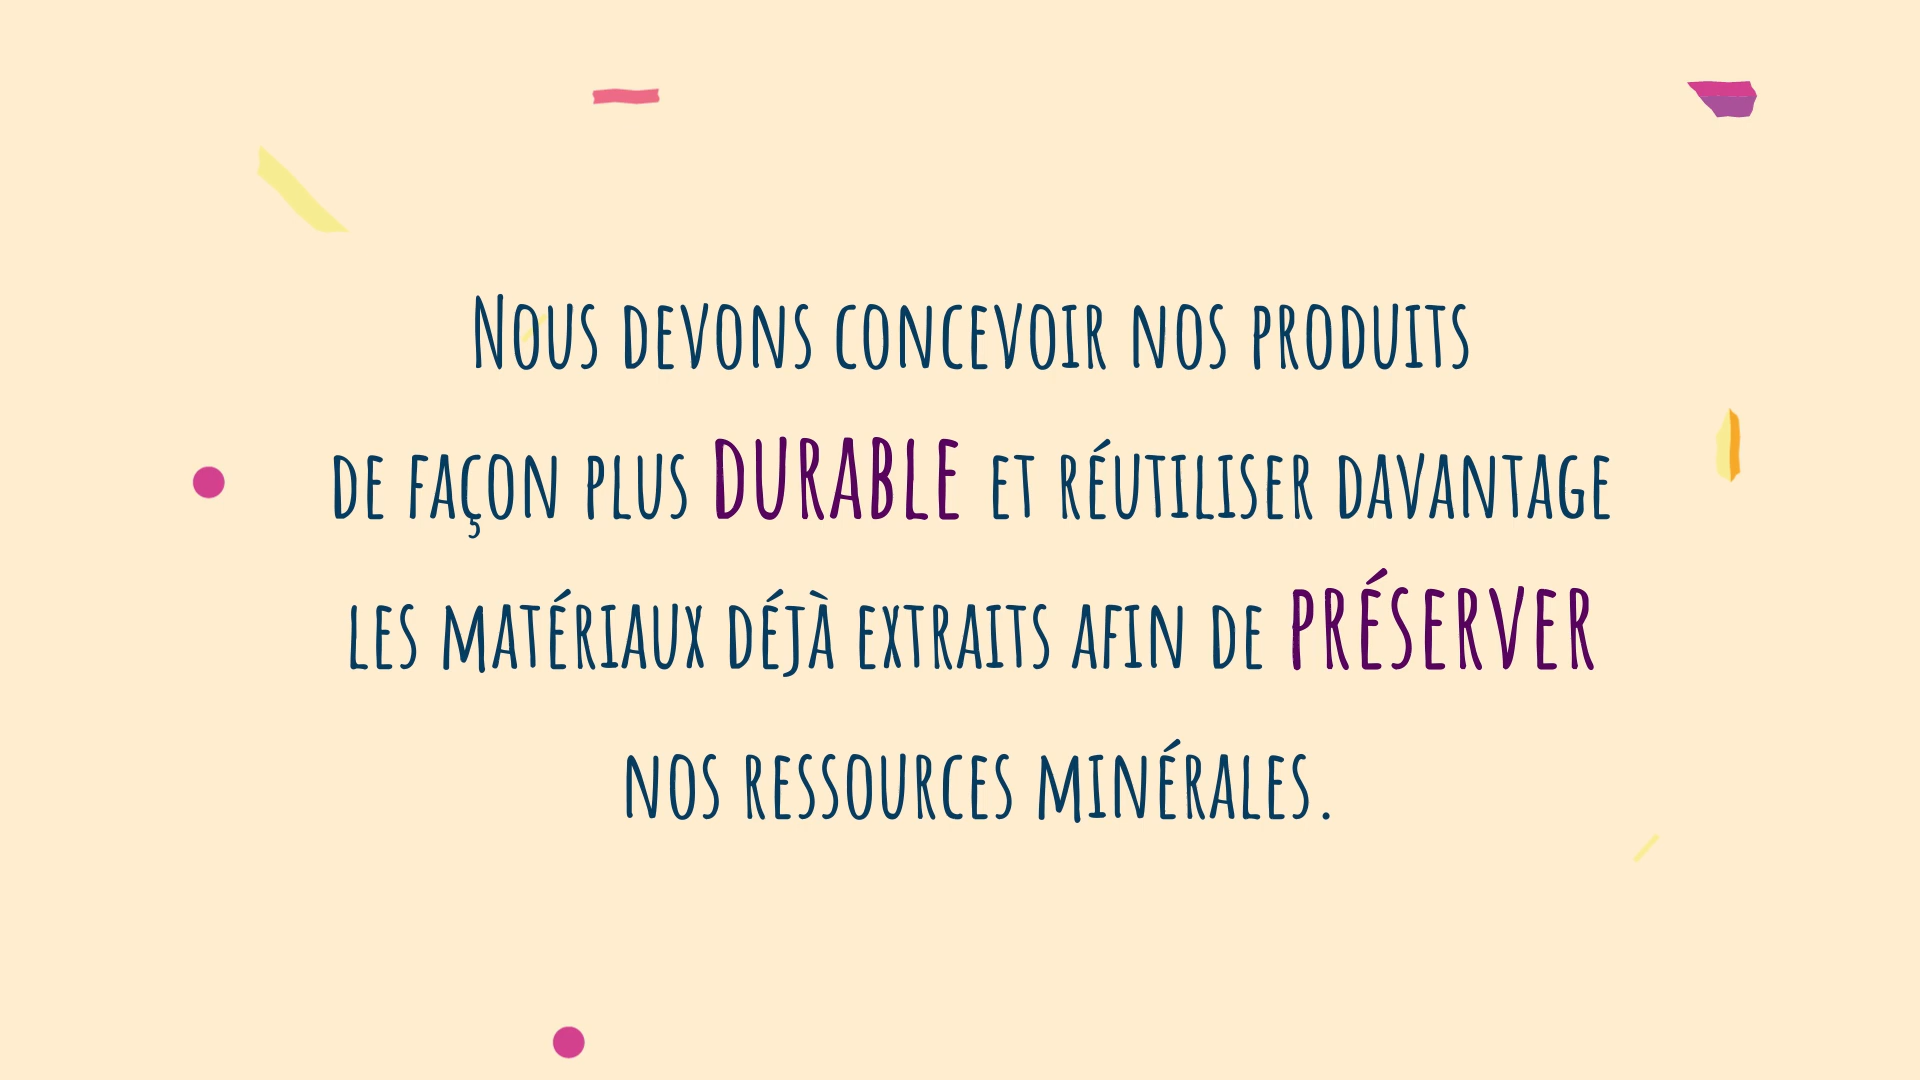 Nous devons concevoir nos produits
de façon plus DURABLE et réutiliser davantage
les matériaux déjà extraits afin de PRÉSERVER
nos ressources minérales.